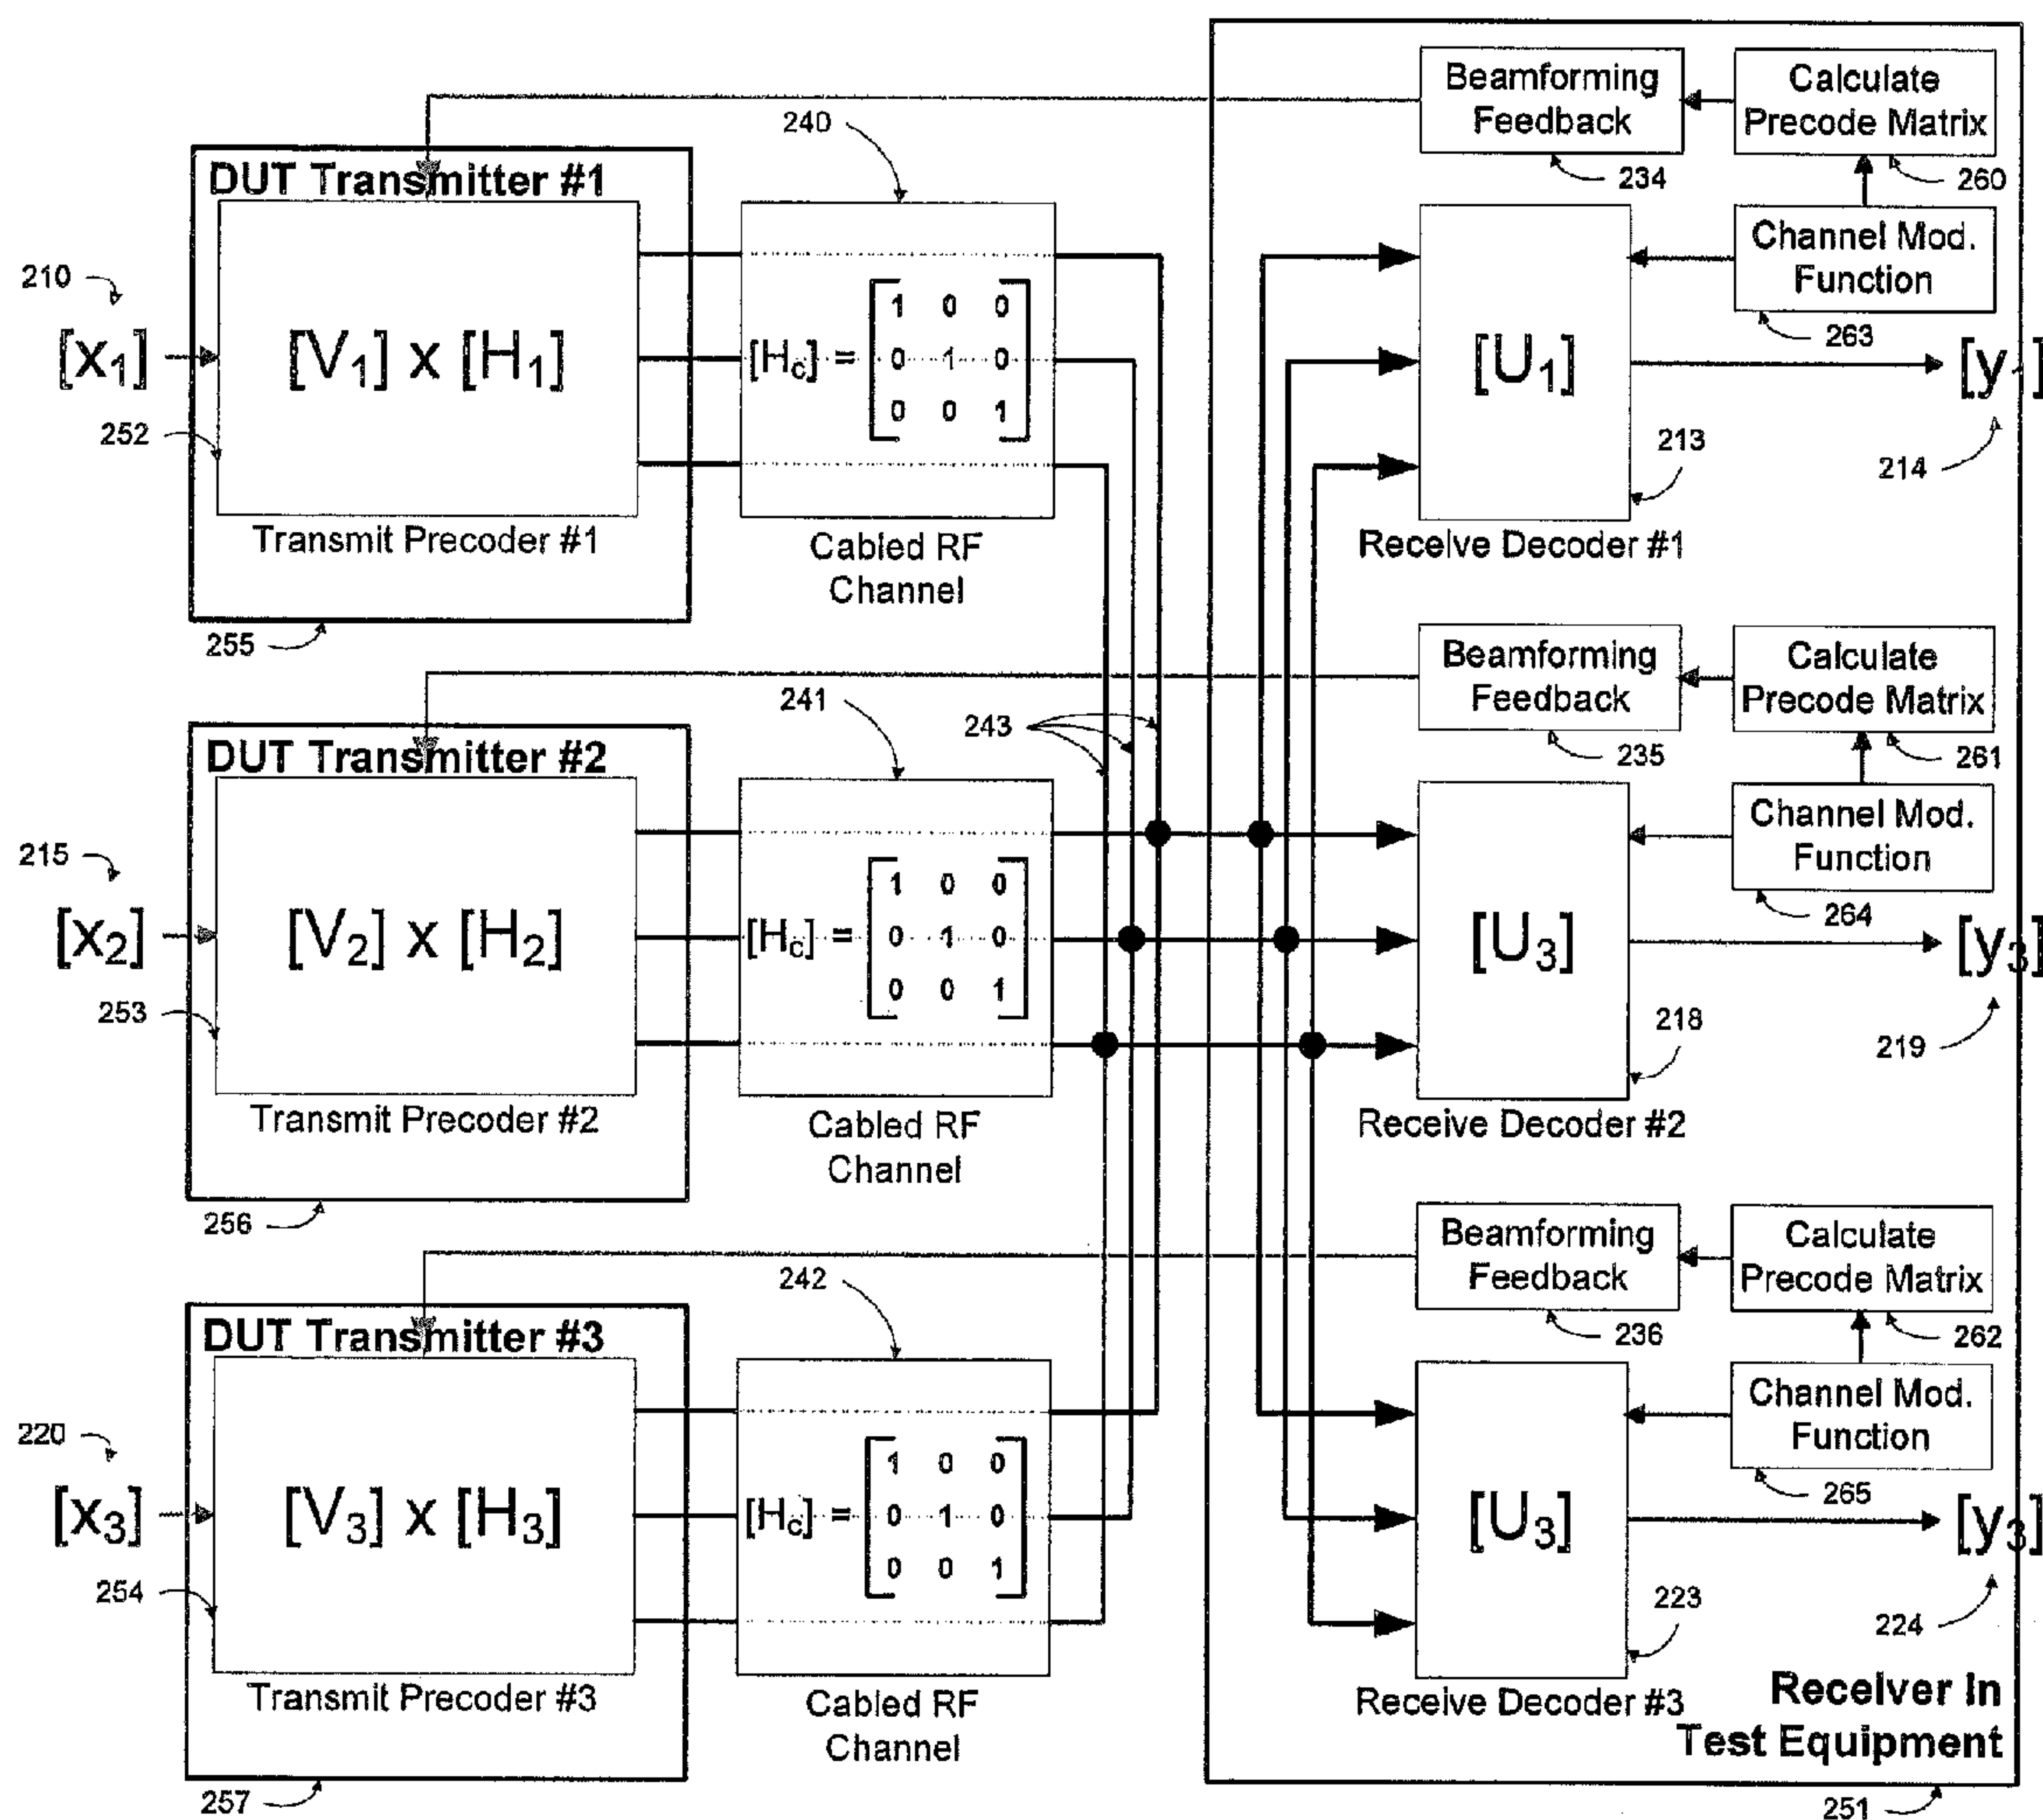 Beamforming
Feedback
Calculate
Precode Matrix
234
260
240
DUT Transmitter #1
Channel Mod.
Function
263
210
[x1]
[V1] x [H1]
[Hc] =
1 0 0
0 1 0
0 0 1
[U1]
[y1]
252
213
214
Transmit Precoder #1
Cabled RF
Channel
Receive Decoder #1
255
Beamforming
Feedback
Calculate
Precode Matrix
235
261
241
243
DUT Transmitter #2
Channel Mod.
Function
264
215
[x2]
[V2] x [H2]
[Hc] =
1 0 0
0 1 0
0 0 1
[U3]
[y3]
253
218
219
Transmit Precoder #2
Cabled RF
Channel
Receive Decoder #2
256
Beamforming
Feedback
Calculate
Precode Matrix
236
262
242
DUT Transmitter #3
Channel Mod.
Function
265
220
[x3]
[V3] x [H3]
[Hc] =
1 0 0
0 1 0
0 0 1
[U3]
[y3]
254
223
224
Transmit Precoder #3
Cabled RF
Channel
Receive Decoder #3
Receiver In
Test Equipment
257
251